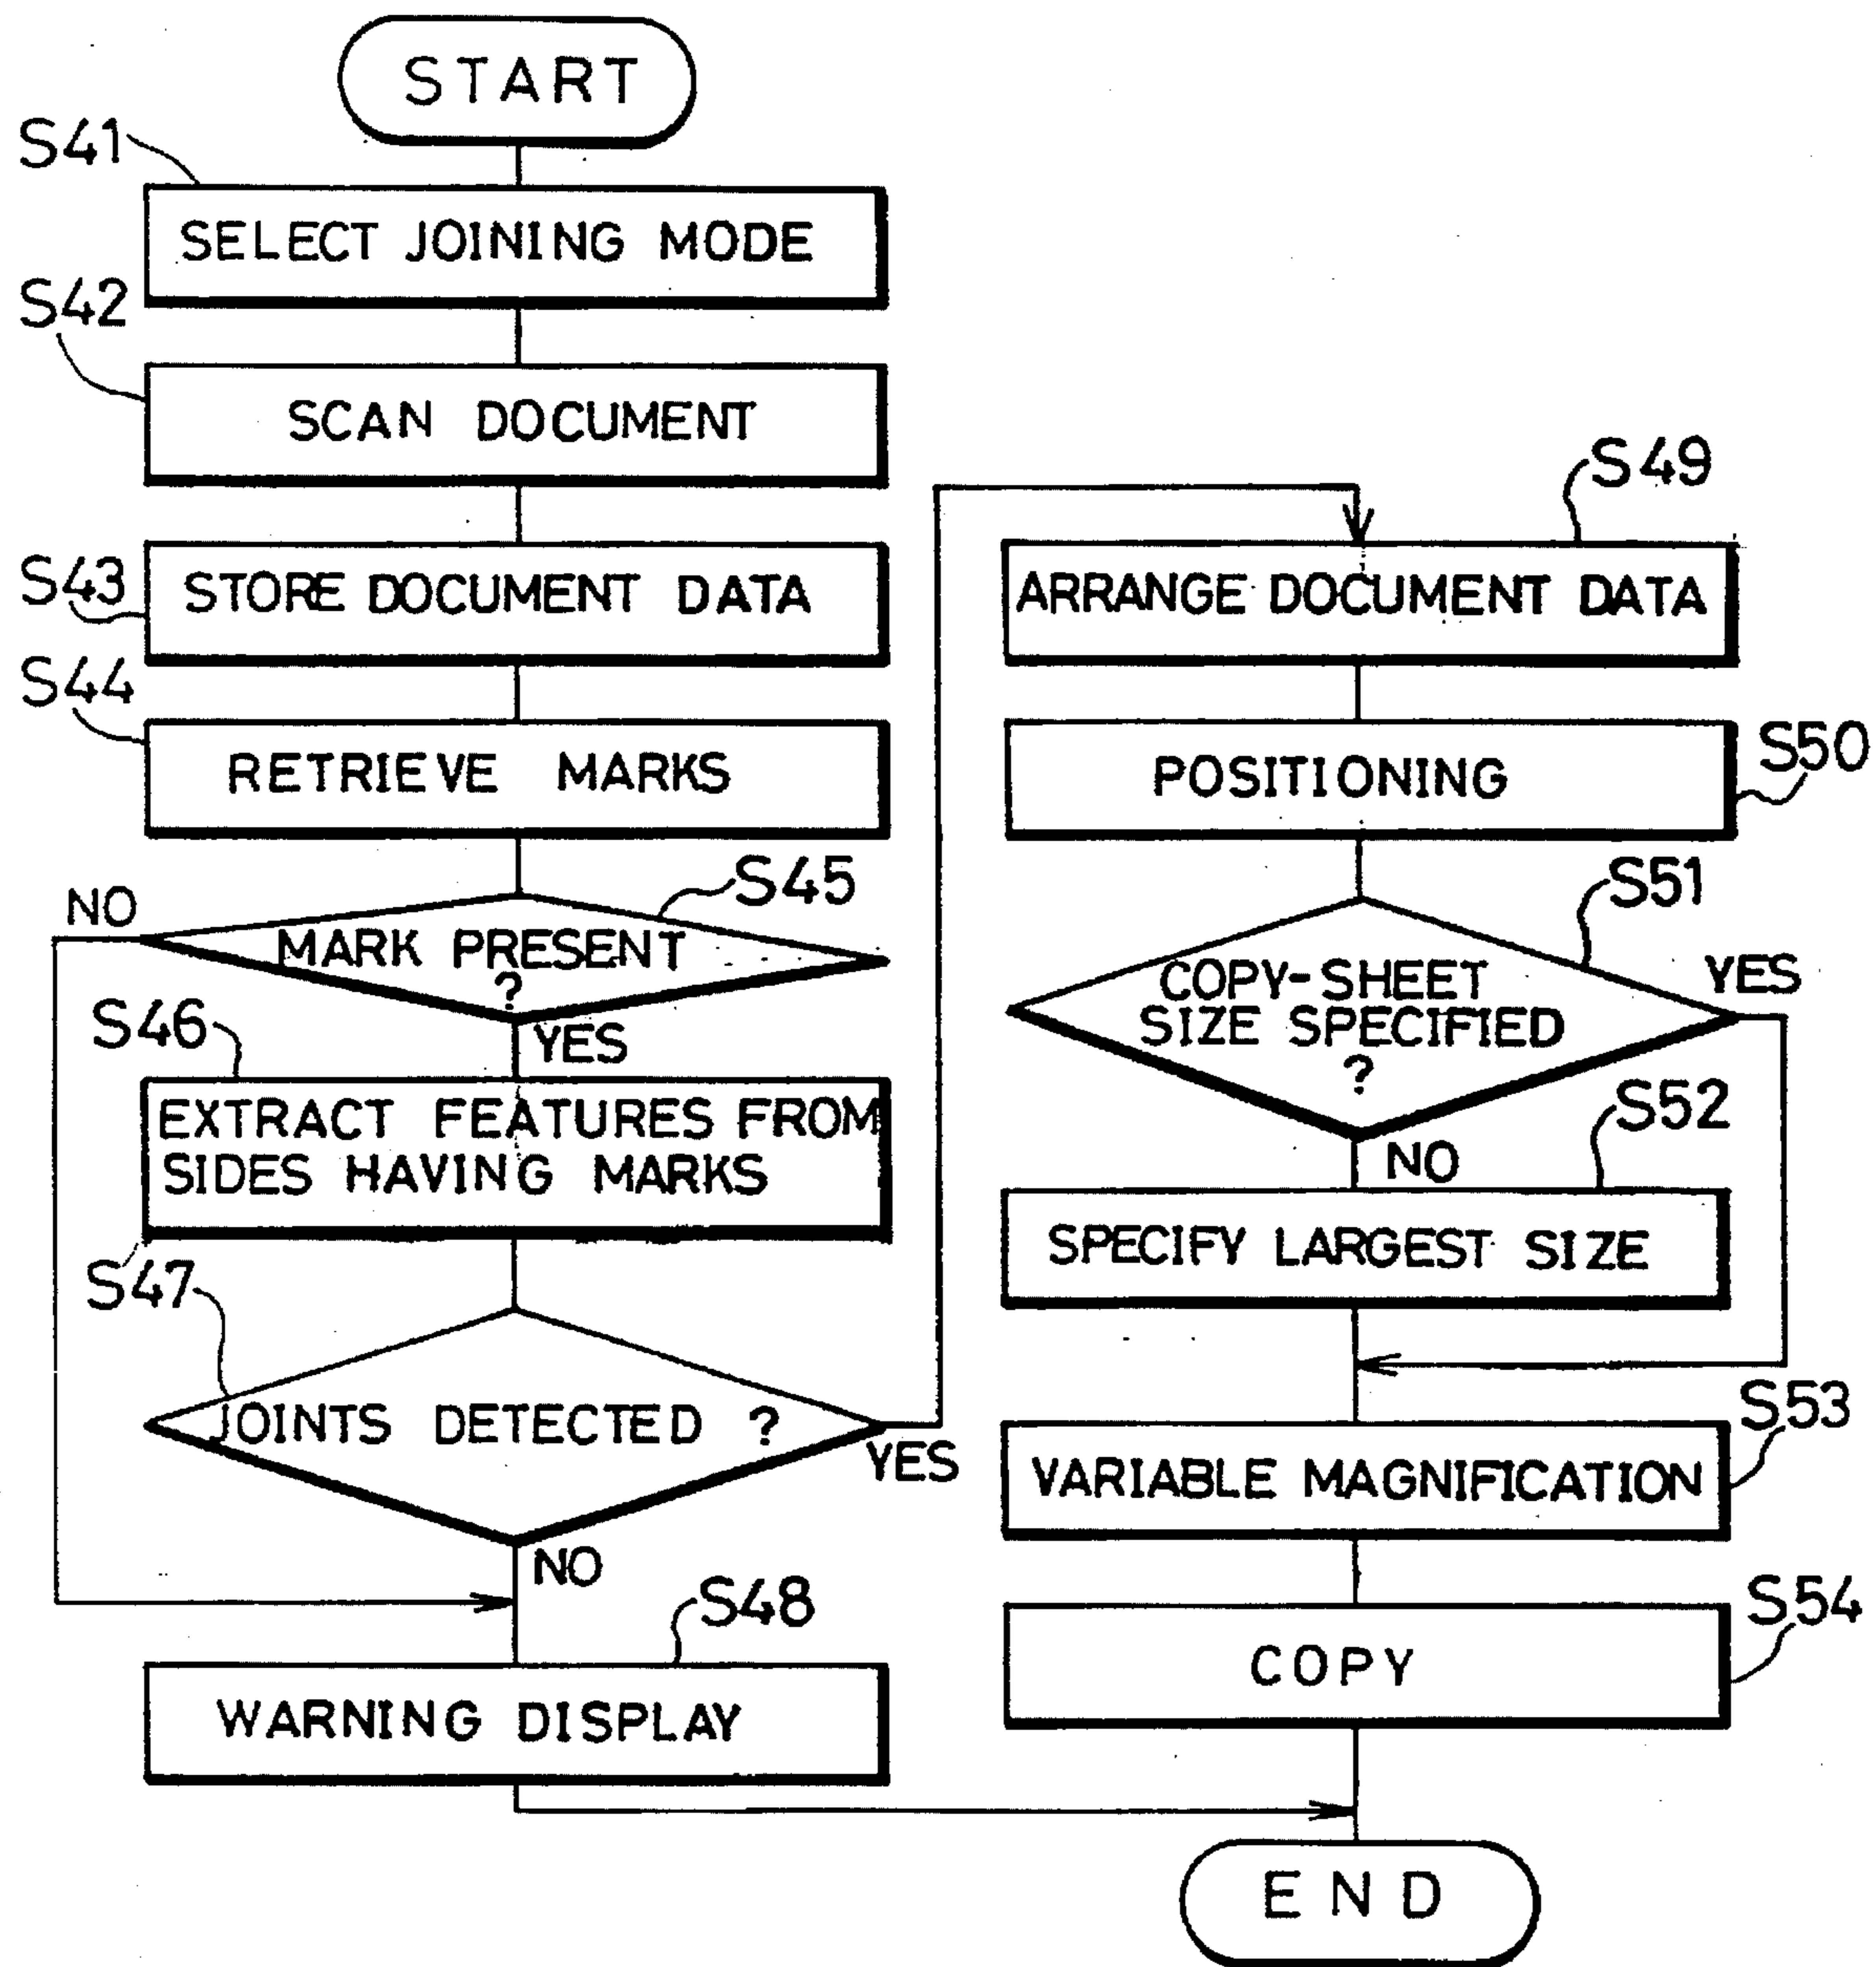 START
S41
SELECT JOINING MODE
S42
SCAN DOCUMENT
S43
STORE DOCUMENT DATA
S44
RETRIEVE MARKS
S45
NO
MARK PRESENT
?
YES
S46
EXTRACT FEATURES FROM
SIDES HAVING MARKS
S47
JOINTS DETECTED ?
YES
NO
S48
WARNING DISPLAY
S49
ARRANGE DOCUMENT DATA
S50
POSITIONING
S51
COPY-SHEET
SIZE SPECIFIED
?
YES
NO
S52
SPECIFY LARGEST SIZE
S53
VARIABLE MAGNIFICATION
S54
COPY
END